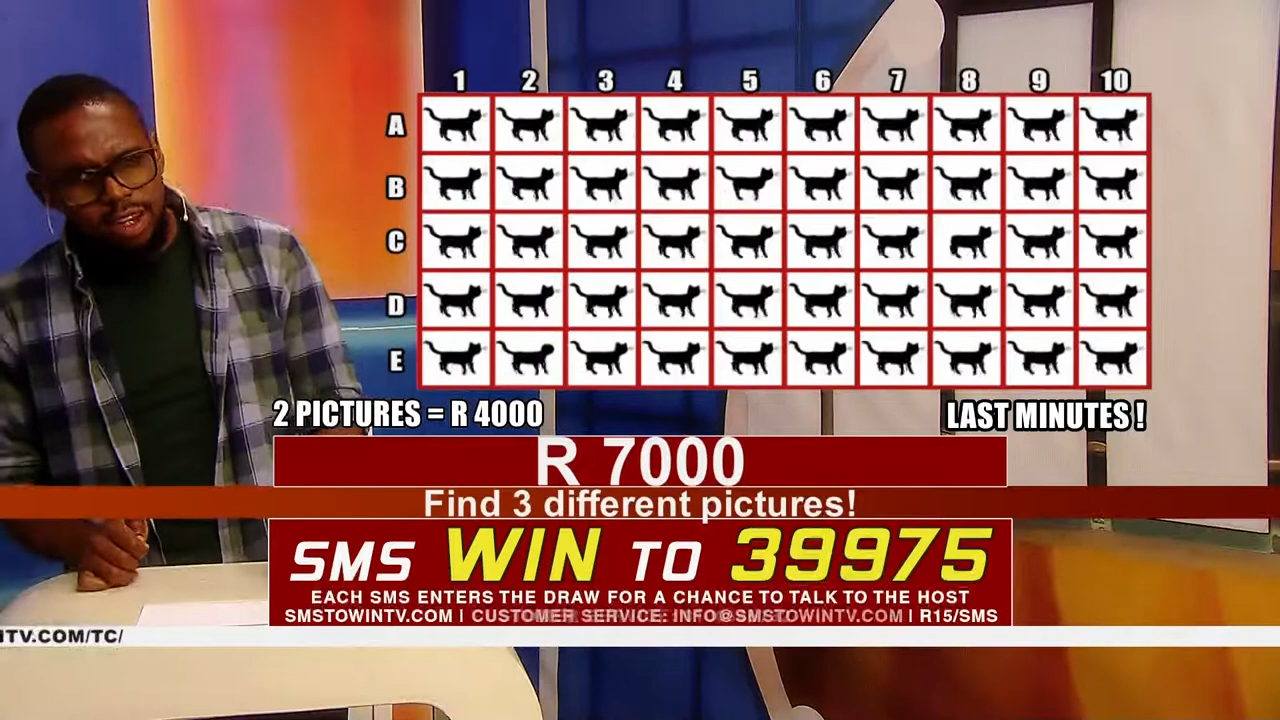 1 2 3 4 5 6 7 8 9 10
A
B
C
D
E
2 PICTURES = R 4000
LAST MINUTES !
R 7000
Find 3 different pictures!
SMS WIN TO 39975
EACH SMS ENTERS THE DRAW FOR A CHANCE TO TALK TO THE HOST
SMSTOWINTV.COM | CUSTOMER SERVICE: INFO@SMSTOWINTV.COM | R15/SMS
NTV.COM/TC/